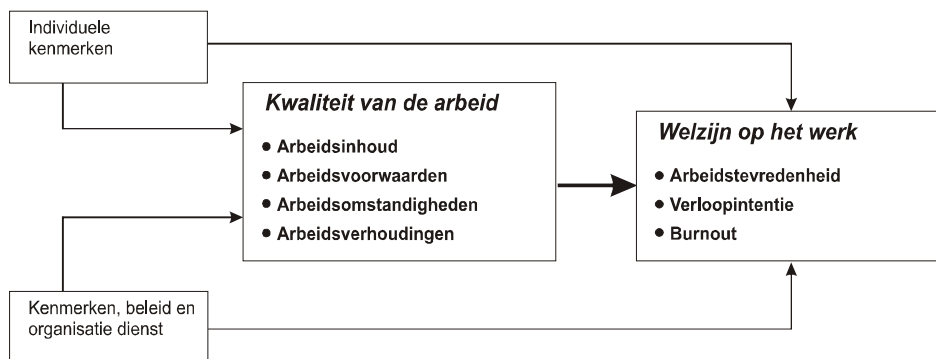 Individuele
kenmerken
Kwaliteit van de arbeid
• Arbeidsinhoud
• Arbeidsvoorwaarden
• Arbeidsomstandigheden
• Arbeidsverhoudingen
Welzijn op het werk
• Arbeidstevredenheid
• Verloopintentie
• Burnout
Kenmerken, beleid en
organisatie dienst